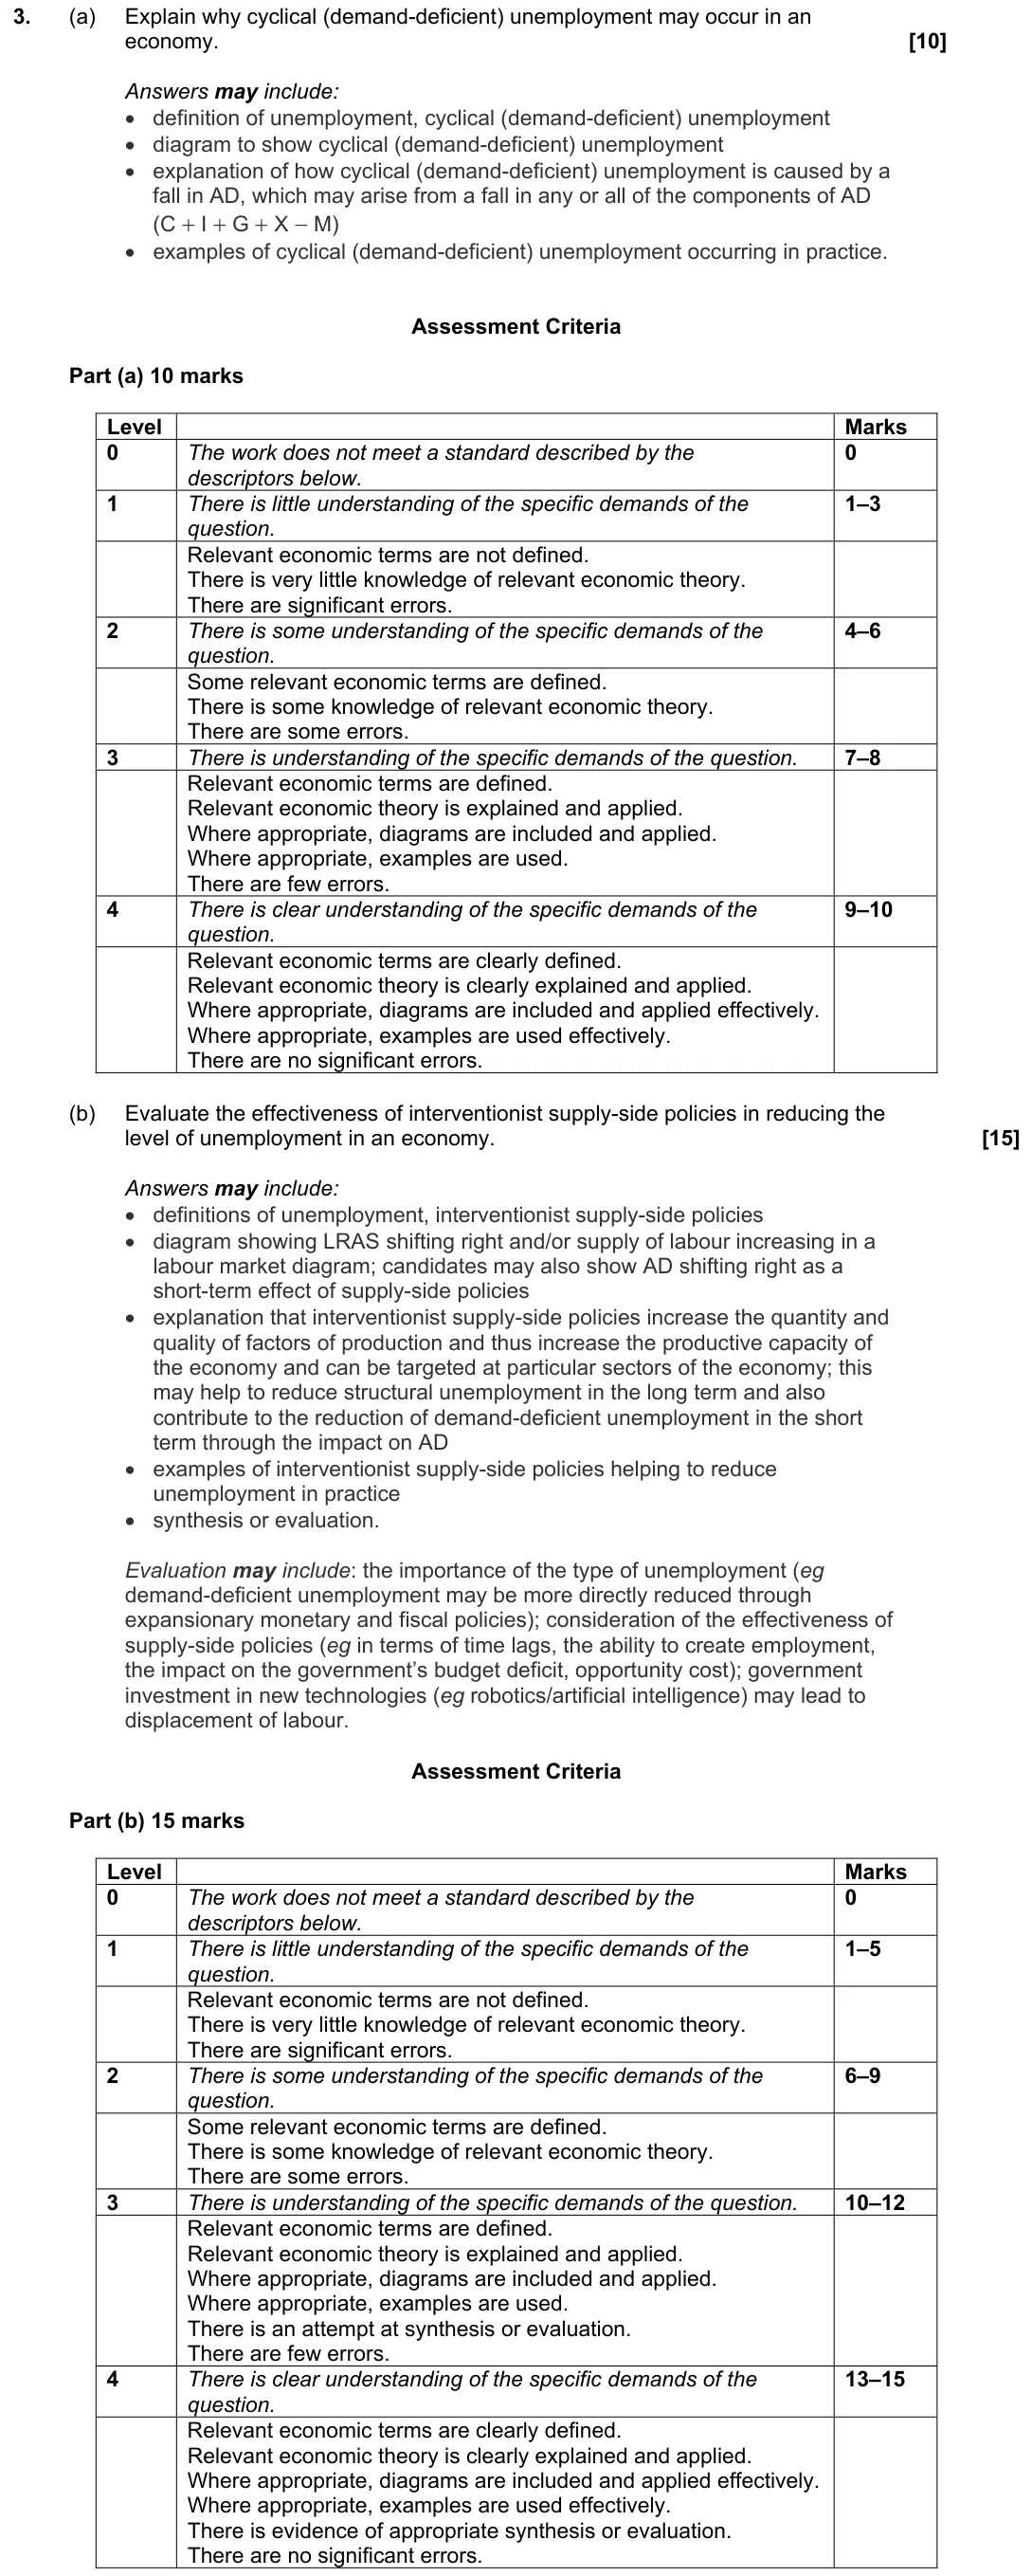 3. (a) Explain why cyclical (demand-deficient) unemployment may occur in an
economy. [10]
Answers may include:
• definition of unemployment, cyclical (demand-deficient) unemployment
• diagram to show cyclical (demand-deficient) unemployment
• explanation of how cyclical (demand-deficient) unemployment is caused by a
fall in AD, which may arise from a fall in any or all of the components of AD
(C + I + G + X − M)
• examples of cyclical (demand-deficient) unemployment occurring in practice.
Assessment Criteria
Part (a) 10 marks
Level Marks
0 The work does not meet a standard described by the 0
descriptors below.
1 There is little understanding of the specific demands of the 1–3
question.
Relevant economic terms are not defined.
There is very little knowledge of relevant economic theory.
There are significant errors.
2 There is some understanding of the specific demands of the 4–6
question.
Some relevant economic terms are defined.
There is some knowledge of relevant economic theory.
There are some errors.
3 There is understanding of the specific demands of the question. 7–8
Relevant economic terms are defined.
Relevant economic theory is explained and applied.
Where appropriate, diagrams are included and applied.
Where appropriate, examples are used.
There are few errors.
4 There is clear understanding of the specific demands of the 9–10
question.
Relevant economic terms are clearly defined.
Relevant economic theory is clearly explained and applied.
Where appropriate, diagrams are included and applied effectively.
Where appropriate, examples are used effectively.
There are no significant errors.
(b) Evaluate the effectiveness of interventionist supply-side policies in reducing the
level of unemployment in an economy. [15]
Answers may include:
• definitions of unemployment, interventionist supply-side policies
• diagram showing LRAS shifting right and/or supply of labour increasing in a
labour market diagram; candidates may also show AD shifting right as a
short-term effect of supply-side policies
• explanation that interventionist supply-side policies increase the quantity and
quality of factors of production and thus increase the productive capacity of
the economy and can be targeted at particular sectors of the economy; this
may help to reduce structural unemployment in the long term and also
contribute to the reduction of demand-deficient unemployment in the short
term through the impact on AD
• examples of interventionist supply-side policies helping to reduce
unemployment in practice
• synthesis or evaluation.
Evaluation may include: the importance of the type of unemployment (eg
demand-deficient unemployment may be more directly reduced through
expansionary monetary and fiscal policies); consideration of the effectiveness of
supply-side policies (eg in terms of time lags, the ability to create employment,
the impact on the government's budget deficit, opportunity cost); government
investment in new technologies (eg robotics/artificial intelligence) may lead to
displacement of labour.
Assessment Criteria
Part (b) 15 marks
Level Marks
0 The work does not meet a standard described by the 0
descriptors below.
1 There is little understanding of the specific demands of the 1–5
question.
Relevant economic terms are not defined.
There is very little knowledge of relevant economic theory.
There are significant errors.
2 There is some understanding of the specific demands of the 6–9
question.
Some relevant economic terms are defined.
There is some knowledge of relevant economic theory.
There are some errors.
3 There is understanding of the specific demands of the question. 10–12
Relevant economic terms are defined.
Relevant economic theory is explained and applied.
Where appropriate, diagrams are included and applied.
Where appropriate, examples are used.
There is an attempt at synthesis or evaluation.
There are few errors.
4 There is clear understanding of the specific demands of the 13–15
question.
Relevant economic terms are clearly defined.
Relevant economic theory is clearly explained and applied.
Where appropriate, diagrams are included and applied effectively.
Where appropriate, examples are used effectively.
There is evidence of appropriate synthesis or evaluation.
There are no significant errors.